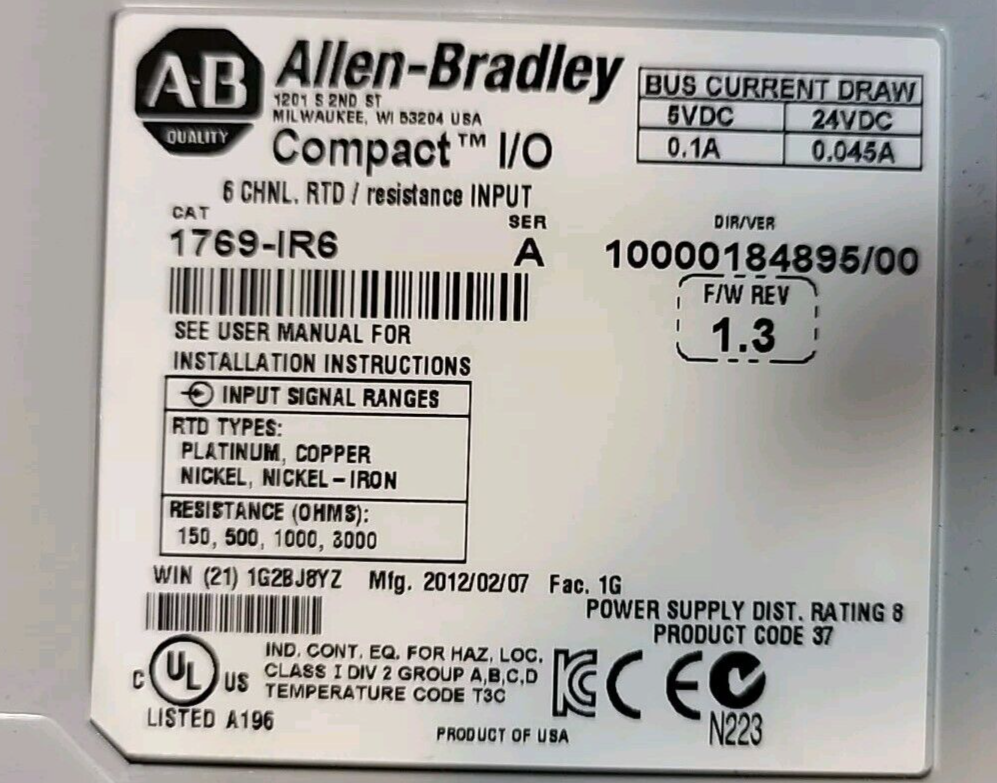 A-B
QUALITY
Allen-Bradley
1201 S 2ND ST
MILWAUKEE, WI 53204 USA
Compact™ I/O
6 CHNL. RTD / resistance INPUT
BUS CURRENT DRAW
5VDC 24VDC
0.1A 0.045A
CAT
1769-IR6
SER
A
DIR/VER
10000184895/00
F/W REV
1.3
SEE USER MANUAL FOR
INSTALLATION INSTRUCTIONS
INPUT SIGNAL RANGES
RTD TYPES:
PLATINUM, COPPER
NICKEL, NICKEL-IRON
RESISTANCE (OHMS):
150, 500, 1000, 3000
WIN (21) 1G2BJ8YZ Mfg. 2012/02/07 Fac. 1G
POWER SUPPLY DIST. RATING 8
PRODUCT CODE 37
C UL US
LISTED A196
IND. CONT. EQ. FOR HAZ, LOC.
CLASS I DIV 2 GROUP A,B,C,D
TEMPERATURE CODE T3C
KC CE
N223
PRODUCT OF USA